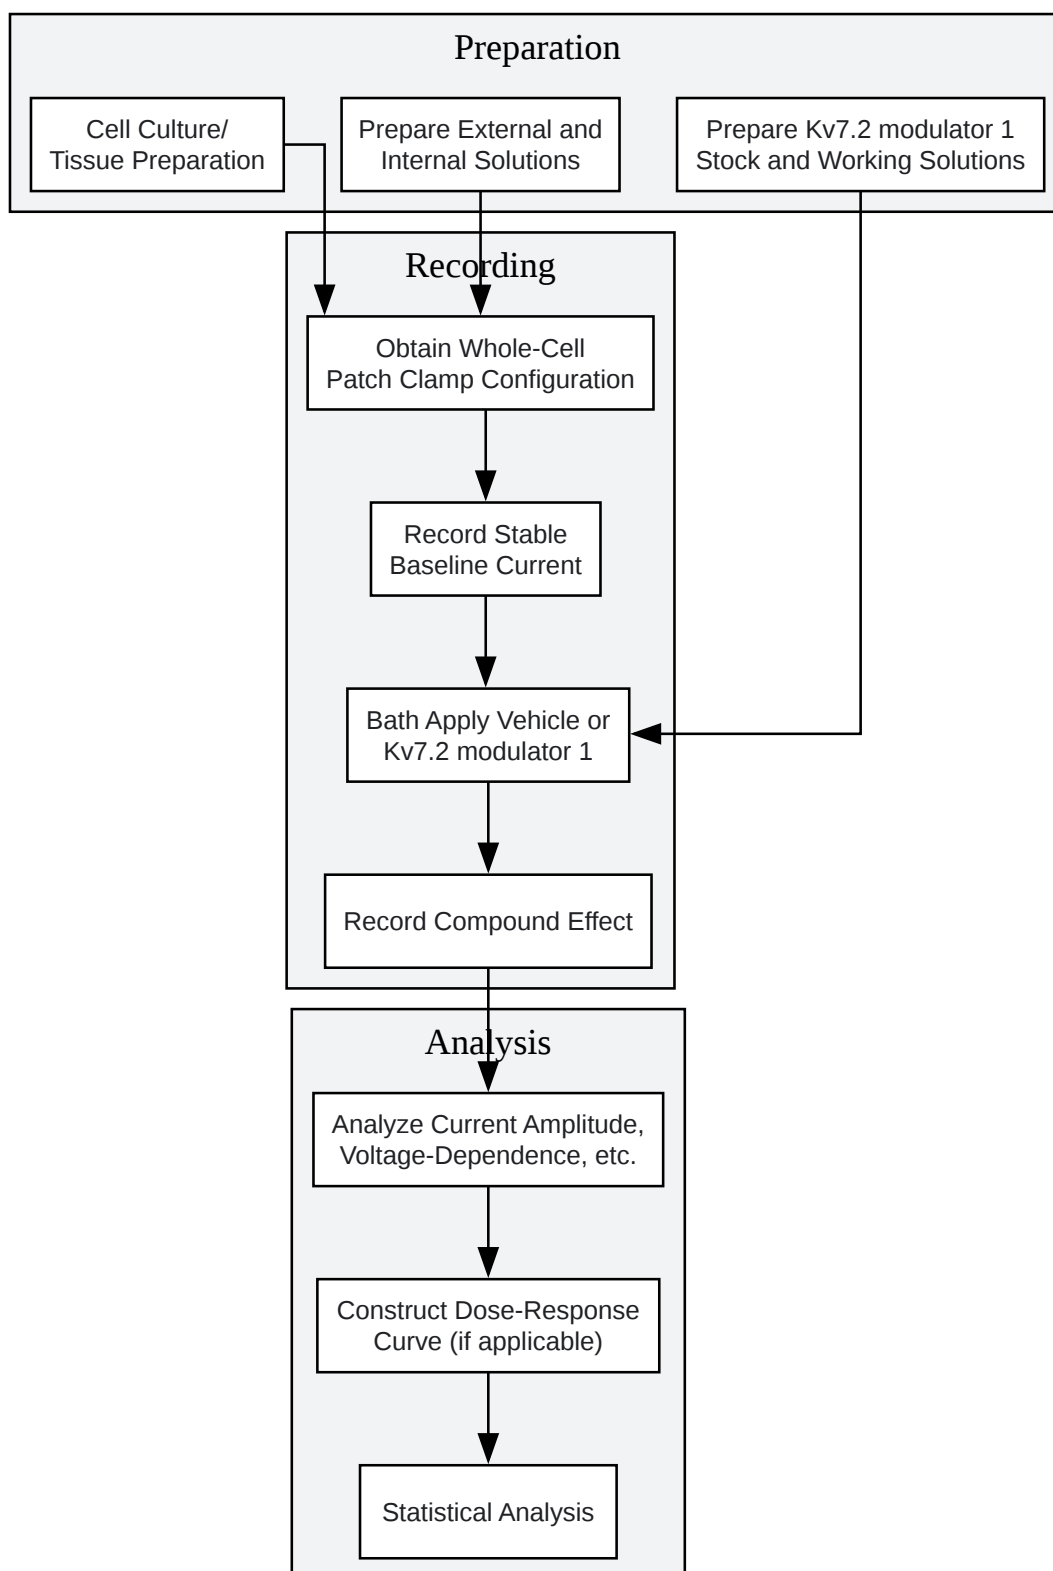 Preparation
Cell Culture/
Tissue Preparation
Prepare External and
Internal Solutions
Prepare Kv7.2 modulator 1
Stock and Working Solutions
Recording
Obtain Whole-Cell
Patch Clamp Configuration
Record Stable
Baseline Current
Bath Apply Vehicle or
Kv7.2 modulator 1
Record Compound Effect
Analysis
Analyze Current Amplitude,
Voltage-Dependence, etc.
Construct Dose-Response
Curve (if applicable)
Statistical Analysis